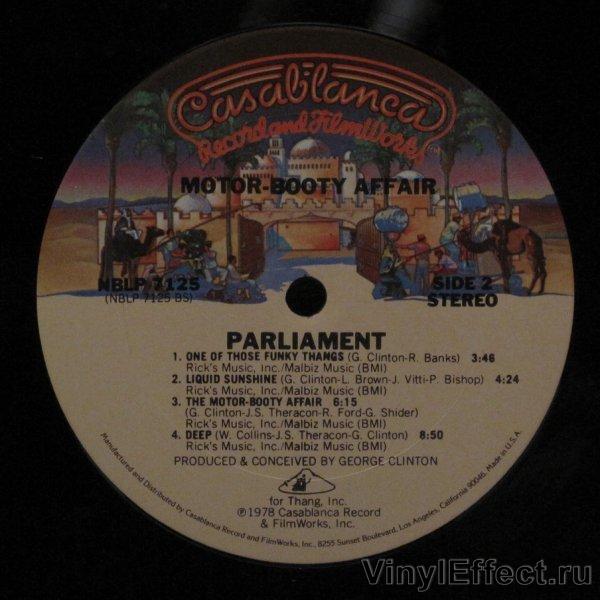 Casablanca
Record and FilmWorks
MOTOR-BOOTY AFFAIR
NBLP 7125
(NBLP 7125 BS)
SIDE 2
STEREO
PARLIAMENT
1. ONE OF THOSE FUNKY THANGS (G. Clinton-R. Banks) 3:46
Rick's Music, Inc./Malbiz Music (BMI)
2. LIQUID SUNSHINE (G. Clinton-L. Brown-J. Vitti-P. Bishop) 4:24
Rick's Music, Inc./Malbiz Music (BMI)
3. THE MOTOR-BOOTY AFFAIR 6:15
(G. Clinton-J.S. Theracon-R. Ford-G. Shider)
Rick's Music, Inc./Malbiz Music (BMI)
4. DEEP (W. Collins-J.S. Theracon-G. Clinton) 8:50
Rick's Music, Inc./Malbiz Music (BMI)
PRODUCED & CONCEIVED BY GEORGE CLINTON
for Thang, Inc.
℗1978 Casablanca Record
& FilmWorks, Inc.
Manufactured and Distributed by Casablanca Record and FilmWorks, Inc., 8255 Sunset Boulevard, Los Angeles, California 90046. Made in U.S.A.
VinylEffect.ru